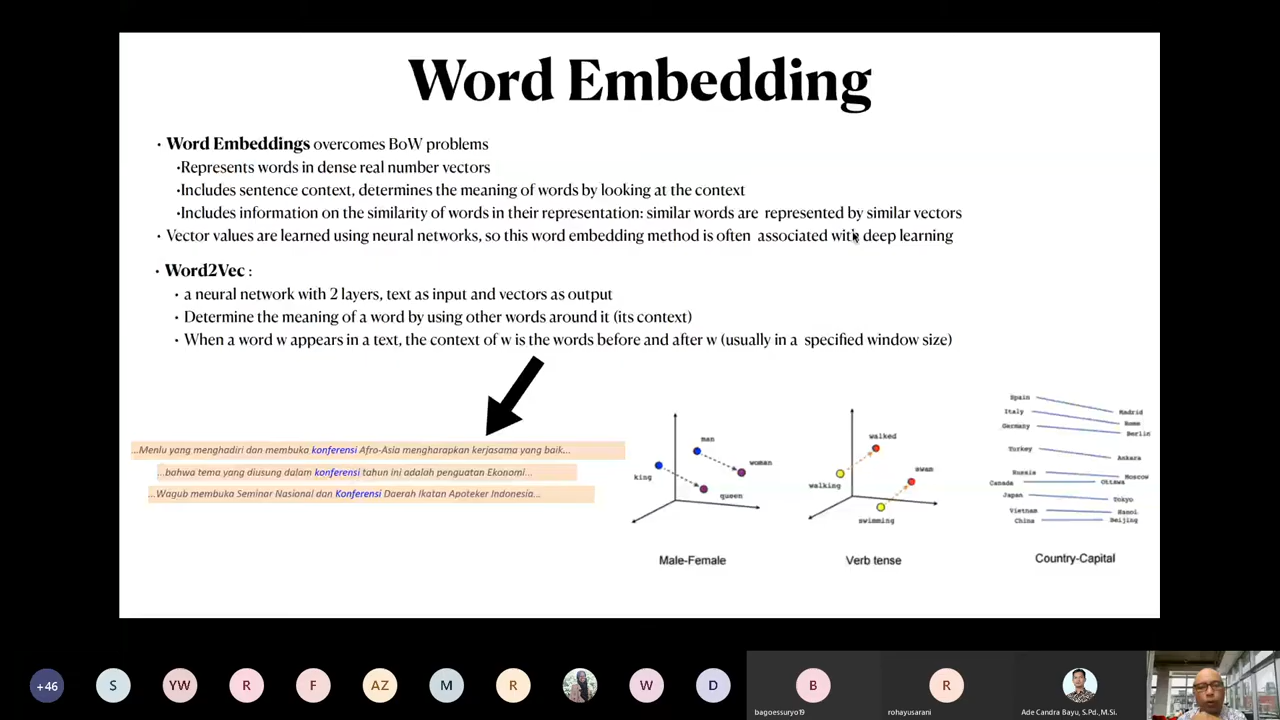 Word Embedding
· Word Embeddings overcomes BoW problems
·Represents words in dense real number vectors
·Includes sentence context, determines the meaning of words by looking at the context
·Includes information on the similarity of words in their representation: similar words are represented by similar vectors
· Vector values are learned using neural networks, so this word embedding method is often associated with deep learning
· Word2Vec :
· a neural network with 2 layers, text as input and vectors as output
· Determine the meaning of a word by using other words around it (its context)
· When a word w appears in a text, the context of w is the words before and after w (usually in a specified window size)
...Menlu yang menghadiri dan membuka konferensi Afro-Asia mengharapkan kerjasama yang baik...
...bahwa tema yang diusung dalam konferensi tahun ini adalah penguatan Ekonomi...
...Wagub membuka Seminar Nasional dan Konferensi Daerah Ikatan Apoteker Indonesia...
man
woman
king
queen
Male-Female
walked
swam
walking
swimming
Verb tense
Spain
Madrid
Italy
Rome
Germany
Berlin
Turkey
Ankara
Russia
Moscow
Canada
Ottawa
Japan
Tokyo
Vietnam
Hanoi
China
Beijing
Country-Capital
+46
S
YW
R
F
AZ
M
R
W
D
B
R
bagoessuryo19
rohayusarani
Ade Candra Bayu, S.Pd.,M.Si.